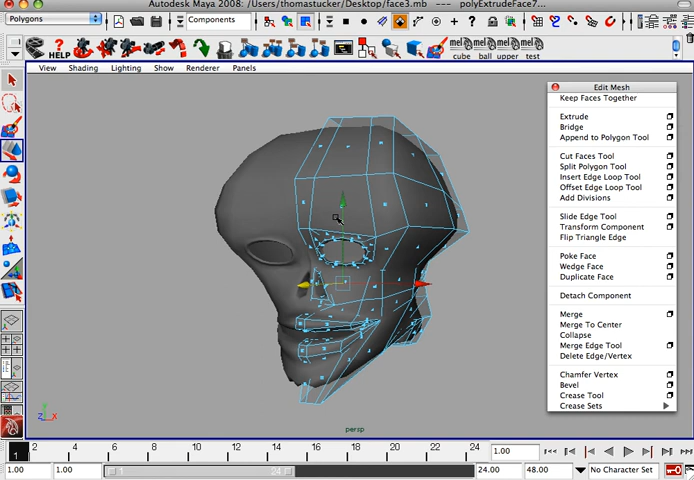 Autodesk Maya 2008: /Users/thomastucker/Desktop/face3.mb --- polyExtrudeFace7...
Polygons
Components
HELP
mel mel mel mel
cube ball upper test
View Shading Lighting Show Renderer Panels
Edit Mesh
Keep Faces Together
Extrude
Bridge
Append to Polygon Tool
Cut Faces Tool
Split Polygon Tool
Insert Edge Loop Tool
Offset Edge Loop Tool
Add Divisions
Slide Edge Tool
Transform Component
Flip Triangle Edge
Poke Face
Wedge Face
Duplicate Face
Detach Component
Merge
Merge To Center
Collapse
Merge Edge Tool
Delete Edge/Vertex
Chamfer Vertex
Bevel
Crease Tool
Crease Sets
y
z x
persp
2 4 6 8 10 12 14 16 18 20 22 24
1 1.00
1.00 1.00 1 24 24.00 48.00 No Character Set